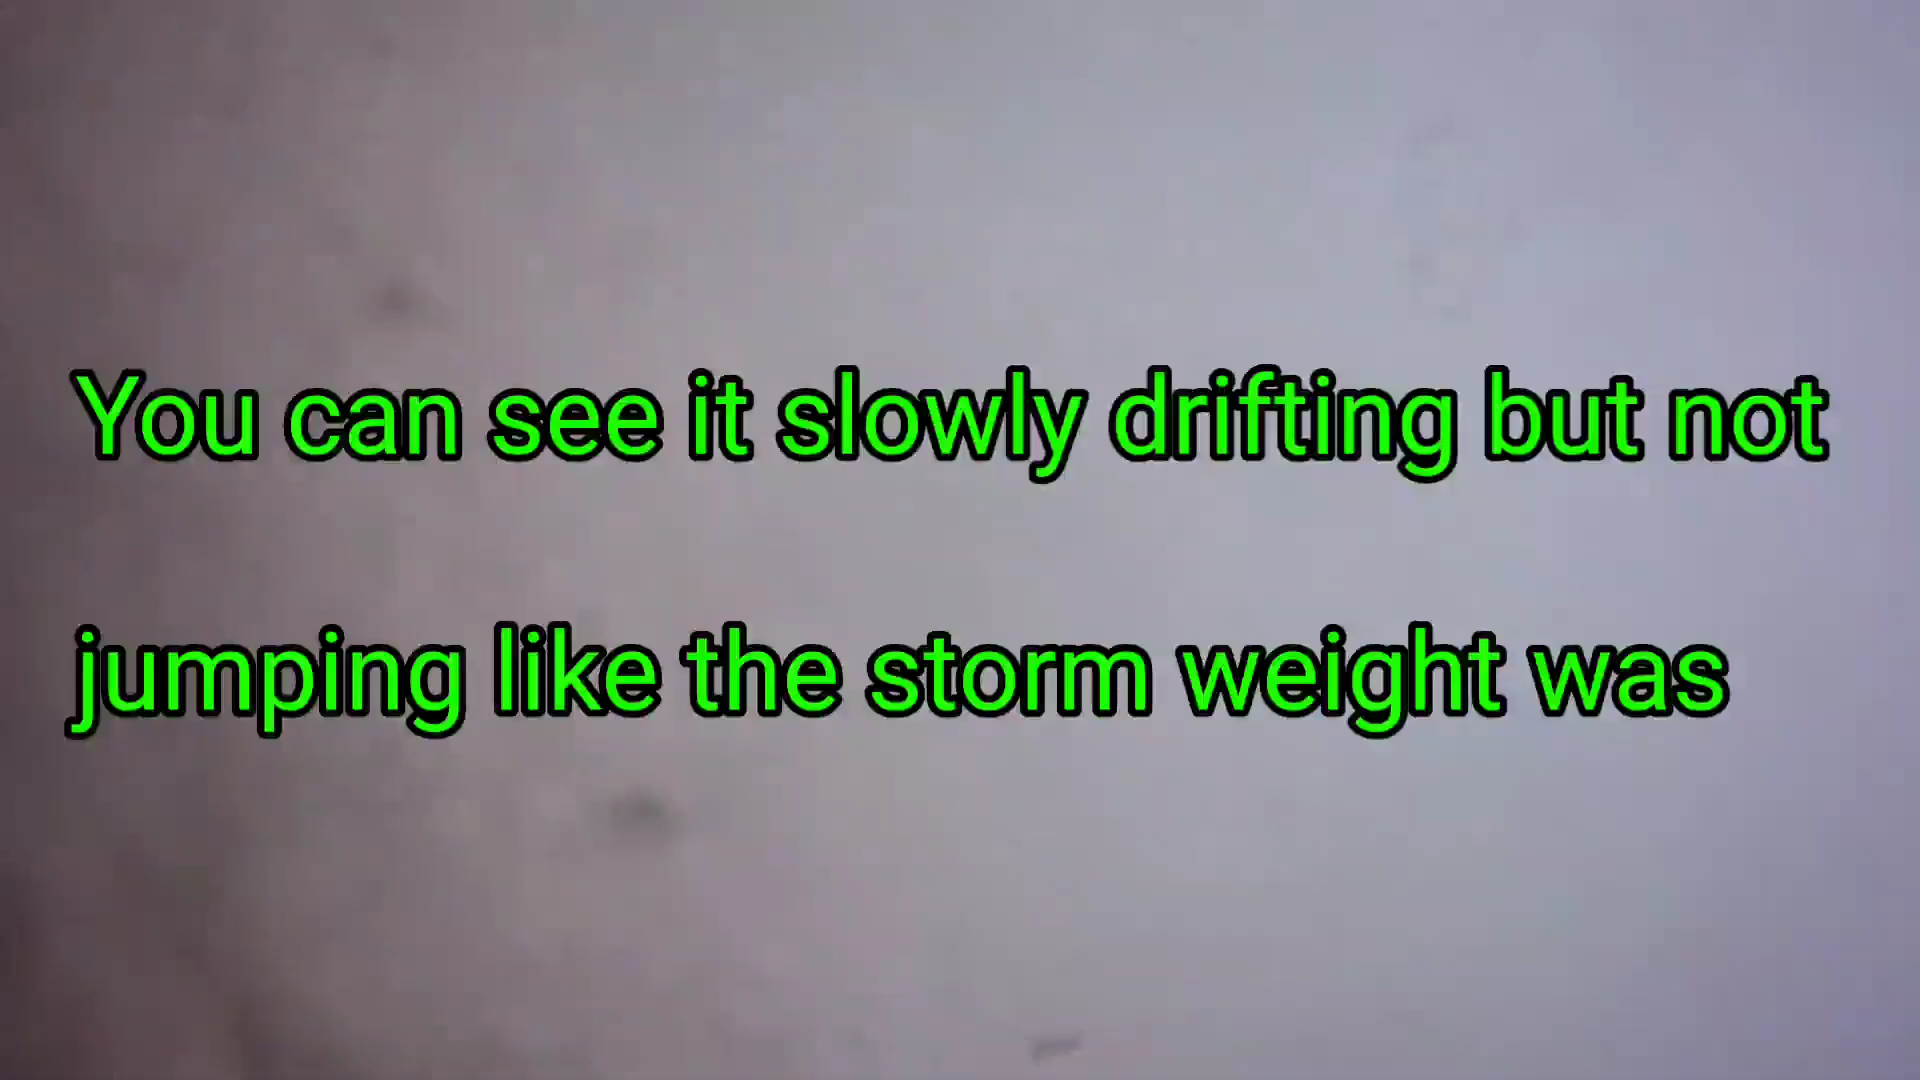 You can see it slowly drifting but not
jumping like the storm weight was